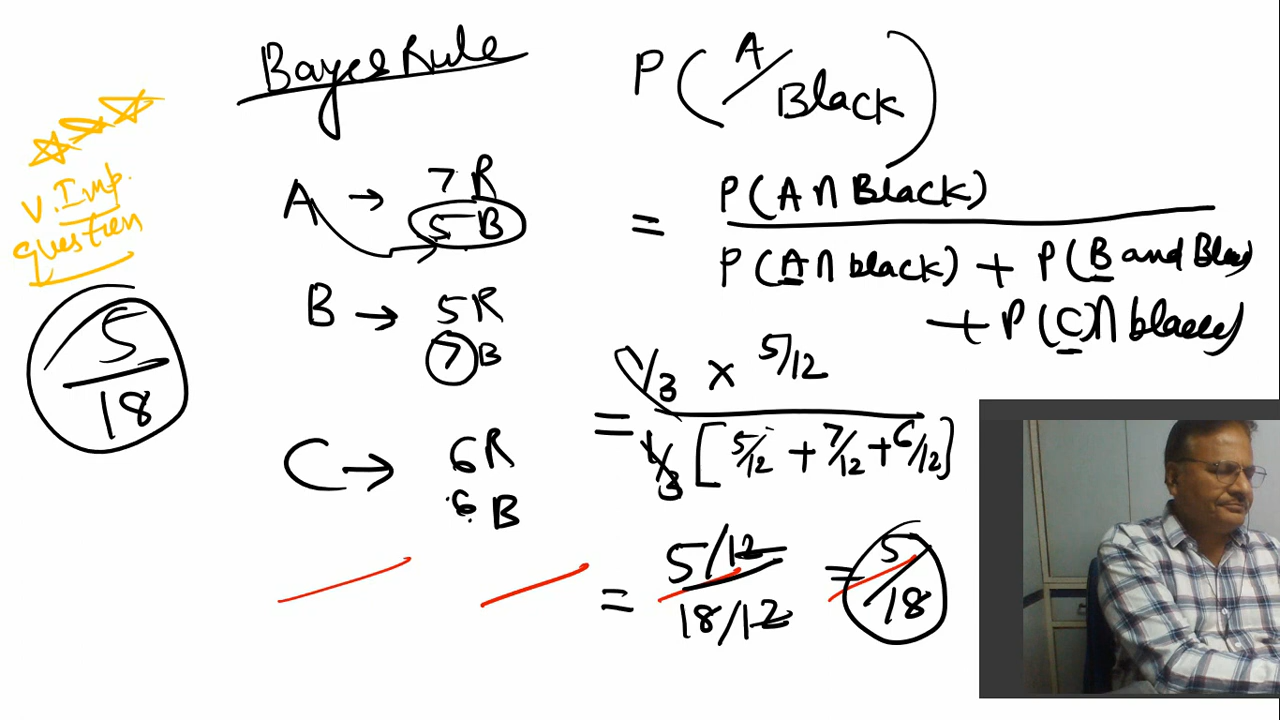 Bayes Rule
P(A/Black)
V. Imp.
question
5/18
A → 7R
5B
B → 5R
7B
C → 6R
6B
= P(A∩Black)
P(A∩black) + P(B and Blac)
+ P(C)∩black)
= 1/3 × 5/12
1/3 [5/12 + 7/12 + 6/12]
= 5/12
18/12
= 5/18